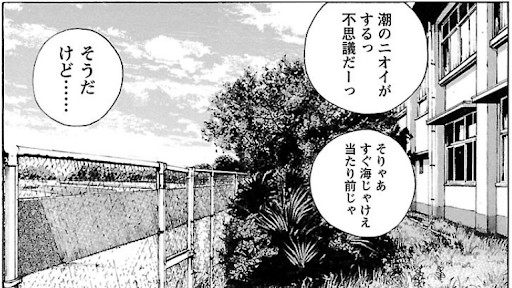 潮のニオイが
するっ
不思議だーっ
そりゃあ
すぐ海じゃけえ
当たり前じゃ
そうだ
けど……